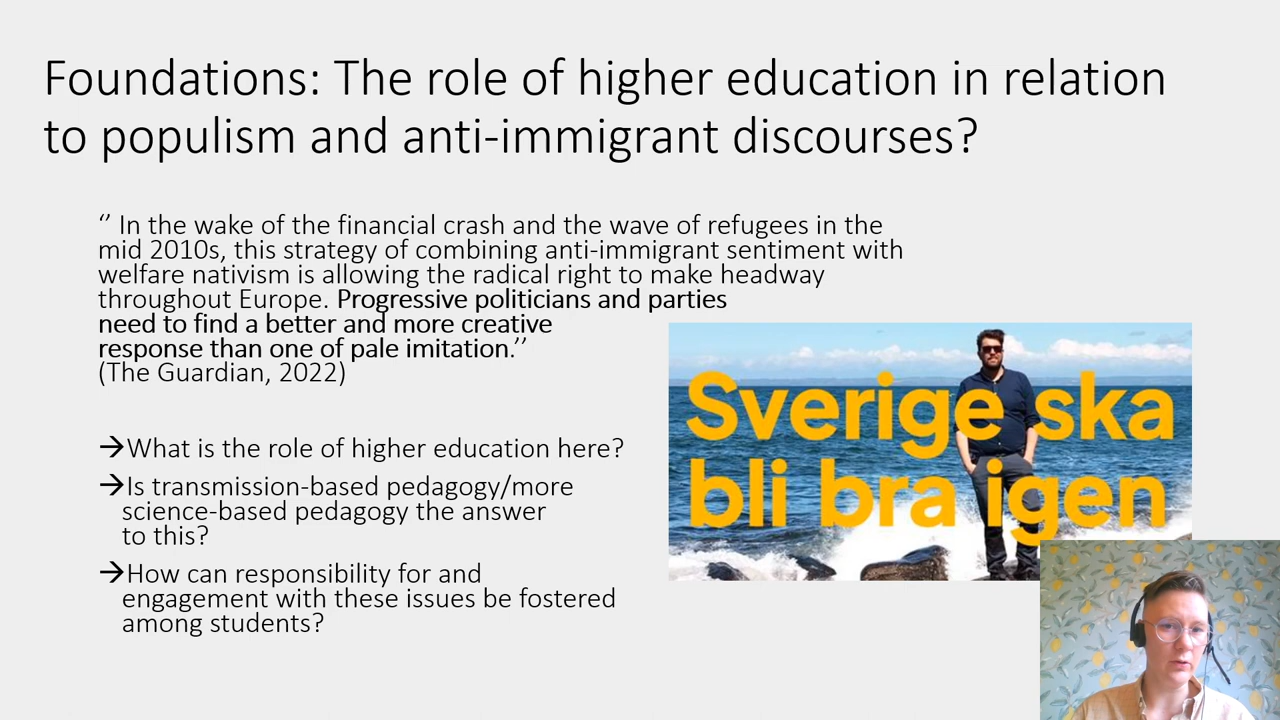 Foundations: The role of higher education in relation
to populism and anti-immigrant discourses?
‘’ In the wake of the financial crash and the wave of refugees in the
mid 2010s, this strategy of combining anti-immigrant sentiment with
welfare nativism is allowing the radical right to make headway
throughout Europe. Progressive politicians and parties
need to find a better and more creative
response than one of pale imitation.’’
(The Guardian, 2022)
→What is the role of higher education here?
→Is transmission-based pedagogy/more
science-based pedagogy the answer
to this?
→How can responsibility for and
engagement with these issues be fostered
among students?
Sverige ska
bli bra igen